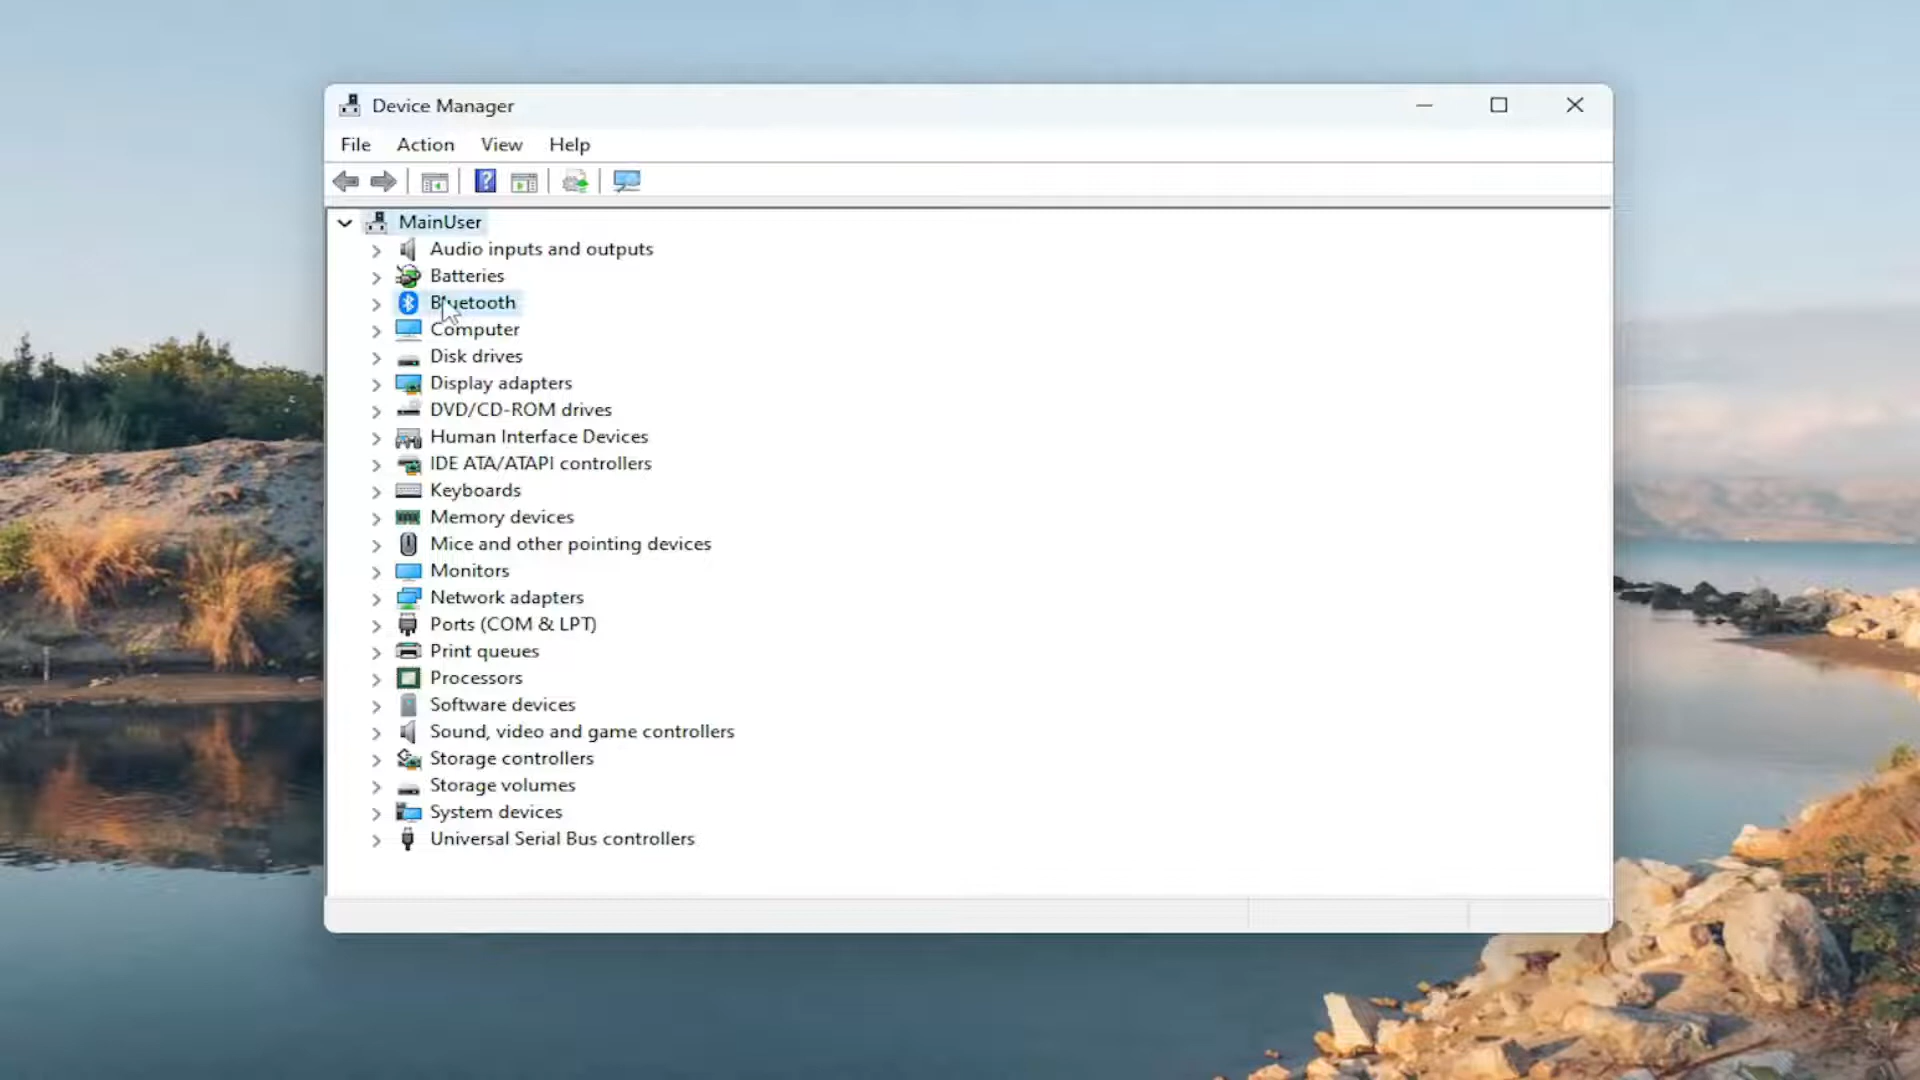 Device Manager
File Action View Help
MainUser
Audio inputs and outputs
Batteries
Bluetooth
Computer
Disk drives
Display adapters
DVD/CD-ROM drives
Human Interface Devices
IDE ATA/ATAPI controllers
Keyboards
Memory devices
Mice and other pointing devices
Monitors
Network adapters
Ports (COM & LPT)
Print queues
Processors
Software devices
Sound, video and game controllers
Storage controllers
Storage volumes
System devices
Universal Serial Bus controllers